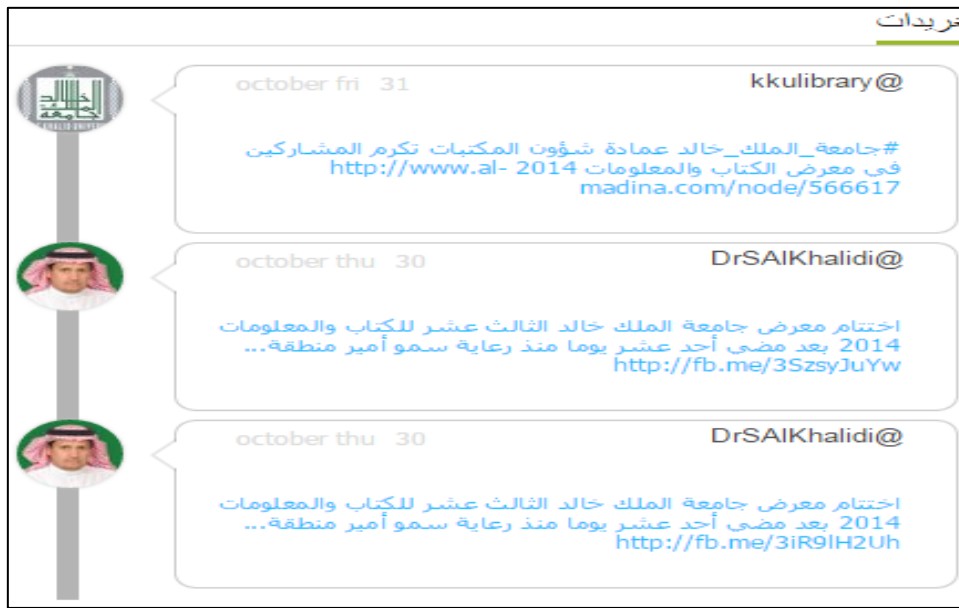 غريدات
kkulibrary@
october fri 31
#جامعة_الملك_خالد عمادة شؤون المكتبات تكرم المشاركين
في معرض الكتاب والمعلومات 2014 http://www.al-
madina.com/node/566617
DrSAlKhalidi@
october thu 30
اختتام معرض جامعة الملك خالد الثالث عشر للكتاب والمعلومات
2014 بعد مضي أحد عشر يوما منذ رعاية سمو أمير منطقة...
http://fb.me/3SzsyJuYw
DrSAlKhalidi@
october thu 30
اختتام معرض جامعة الملك خالد الثالث عشر للكتاب والمعلومات
2014 بعد مضي أحد عشر يوما منذ رعاية سمو أمير منطقة...
http://fb.me/3iR9lH2Uh